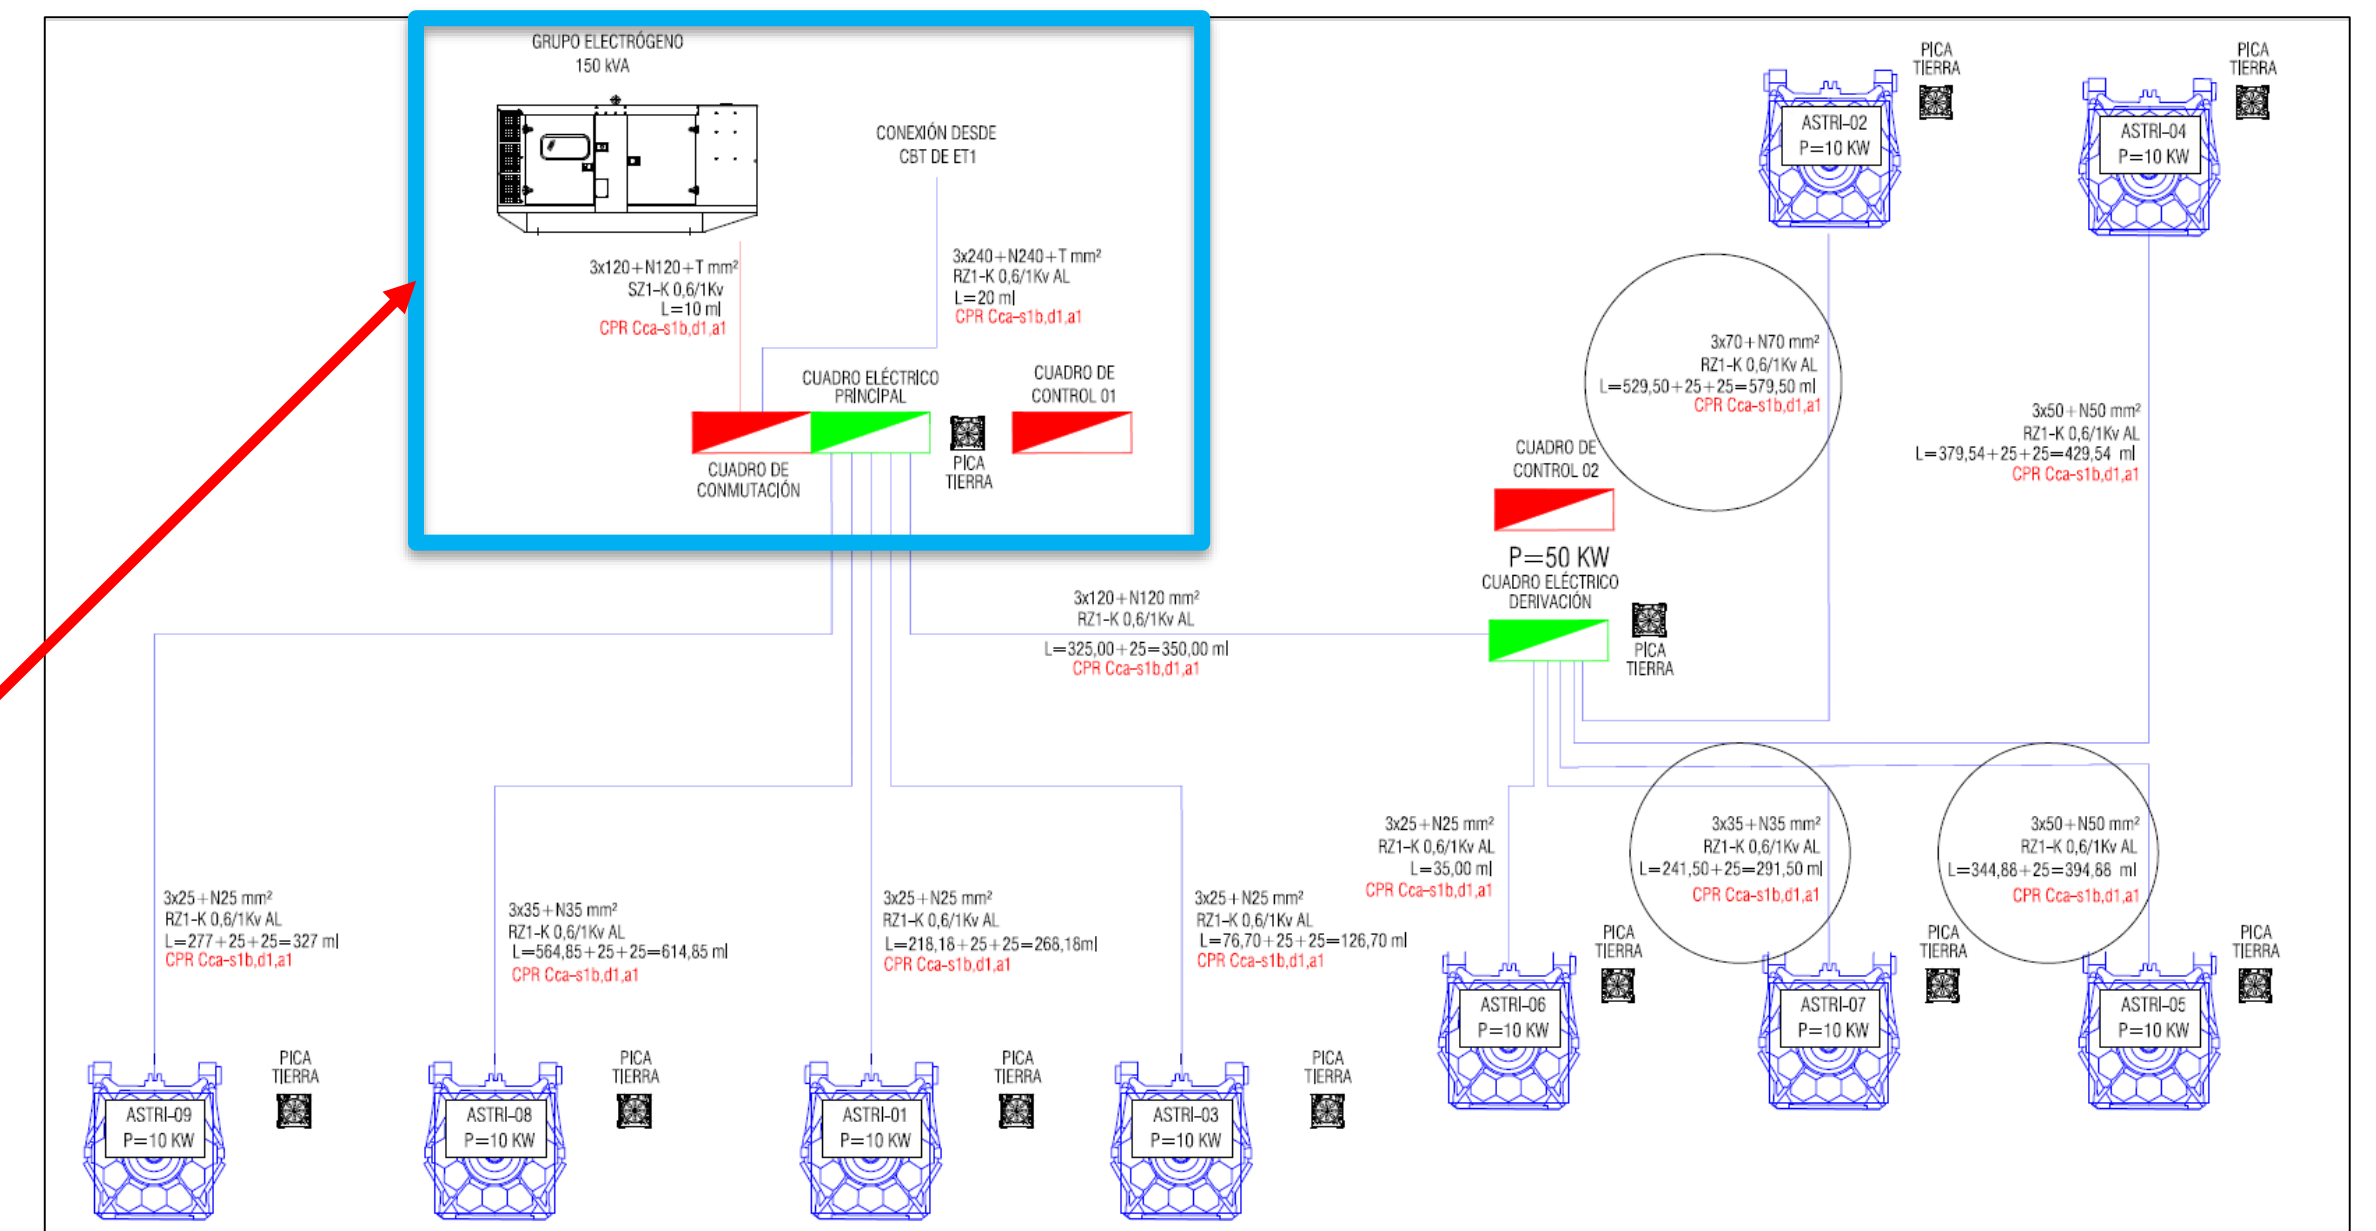 GRUPO ELECTRÓGENO
150 kVA
CONEXIÓN DESDE
CBT DE ET1
3x120+N120+T mm²
SZ1-K 0,6/1Kv
L=10 ml
CPR Cca-s1b,d1,a1
3x240+N240+T mm²
RZ1-K 0,6/1Kv AL
L=20 ml
CPR Cca-s1b,d1,a1
CUADRO ELÉCTRICO
PRINCIPAL
CUADRO DE
CONTROL 01
CUADRO DE
CONMUTACIÓN
PICA
TIERRA
ASTRI-02
P=10 KW
PICA
TIERRA
ASTRI-04
P=10 KW
PICA
TIERRA
3x70+N70 mm²
RZ1-K 0,6/1Kv AL
L=529,50+25+25=579,50 ml
CPR Cca-s1b,d1,a1
3x50+N50 mm²
RZ1-K 0,6/1Kv AL
L=379,54+25+25=429,54 ml
CPR Cca-s1b,d1,a1
CUADRO DE
CONTROL 02
P=50 KW
CUADRO ELÉCTRICO
DERIVACIÓN
PICA
TIERRA
3x120+N120 mm²
RZ1-K 0,6/1Kv AL
L=325,00+25=350,00 ml
CPR Cca-s1b,d1,a1
3x25+N25 mm²
RZ1-K 0,6/1Kv AL
L=35,00 ml
CPR Cca-s1b,d1,a1
3x35+N35 mm²
RZ1-K 0,6/1Kv AL
L=241,50+25=291,50 ml
CPR Cca-s1b,d1,a1
3x50+N50 mm²
RZ1-K 0,6/1Kv AL
L=344,88+25=394,88 ml
CPR Cca-s1b,d1,a1
3x25+N25 mm²
RZ1-K 0,6/1Kv AL
L=277+25+25=327 ml
CPR Cca-s1b,d1,a1
3x35+N35 mm²
RZ1-K 0,6/1Kv AL
L=564,85+25+25=614,85 ml
CPR Cca-s1b,d1,a1
3x25+N25 mm²
RZ1-K 0,6/1Kv AL
L=218,18+25+25=268,18ml
CPR Cca-s1b,d1,a1
3x25+N25 mm²
RZ1-K 0,6/1Kv AL
L=76,70+25+25=126,70 ml
CPR Cca-s1b,d1,a1
ASTRI-06
P=10 KW
PICA
TIERRA
ASTRI-07
P=10 KW
PICA
TIERRA
ASTRI-05
P=10 KW
PICA
TIERRA
ASTRI-09
P=10 KW
PICA
TIERRA
ASTRI-08
P=10 KW
PICA
TIERRA
ASTRI-01
P=10 KW
PICA
TIERRA
ASTRI-03
P=10 KW
PICA
TIERRA